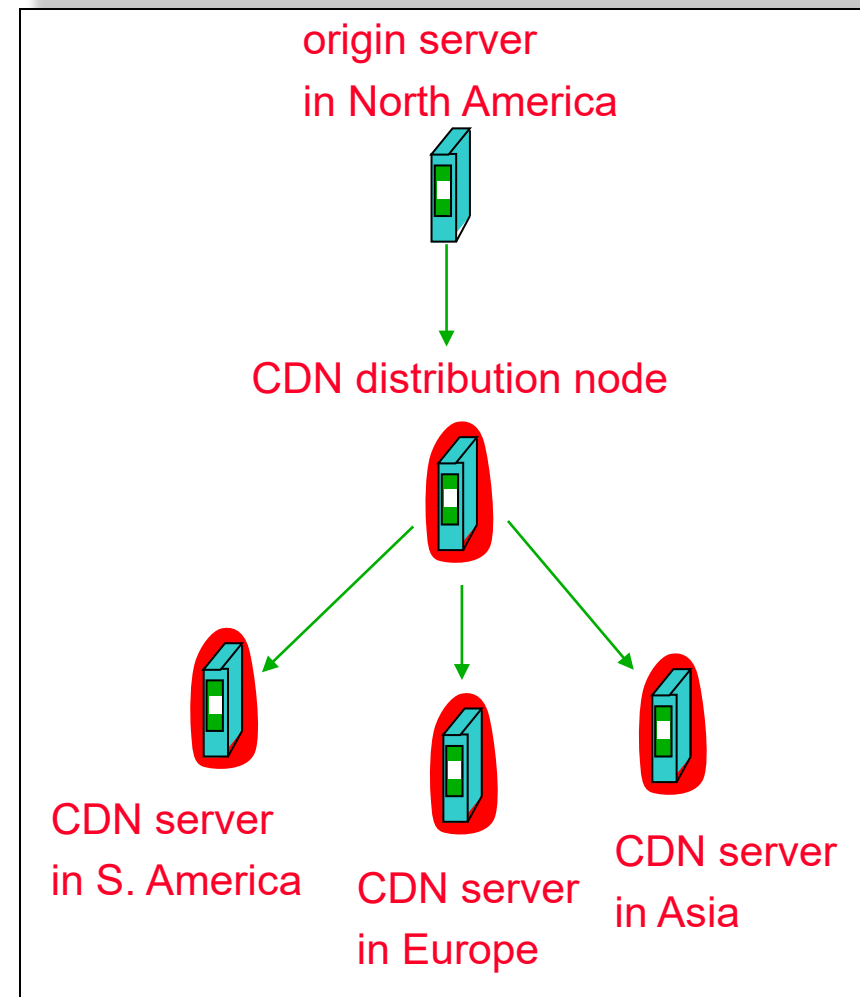 origin server
in North America
CDN distribution node
CDN server
in S. America
CDN server
in Europe
CDN server
in Asia